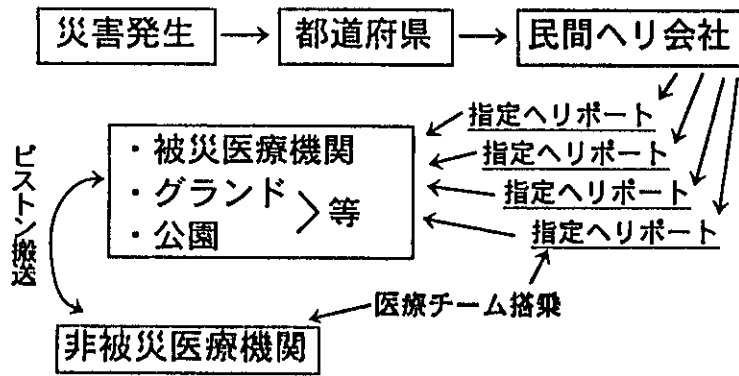 災害発生 → 都道府県 → 民間ヘリ会社
指定ヘリポート
指定ヘリポート
指定ヘリポート
指定ヘリポート
・被災医療機関
・グランド
・公園
等
ピストン搬送
医療チーム搭乗
非被災医療機関